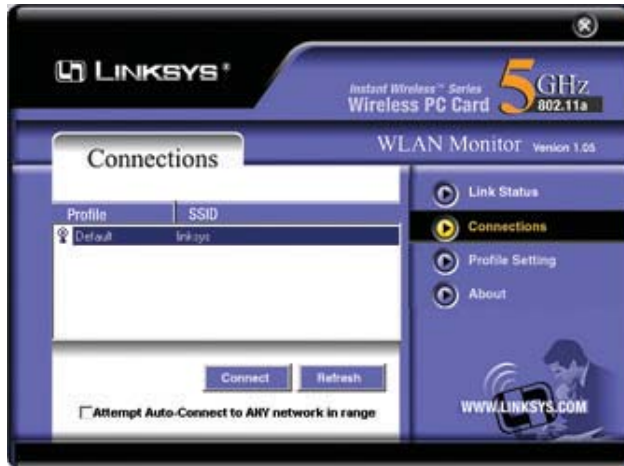 LINKSYS®
Instant Wireless™ Series
Wireless PC Card
5GHz
802.11a
WLAN Monitor Version 1.05
Connections
Profile SSID
Default linksys
Link Status
Connections
Profile Setting
About
Connect Refresh
Attempt Auto-Connect to ANY network in range
WWW.LINKSYS.COM